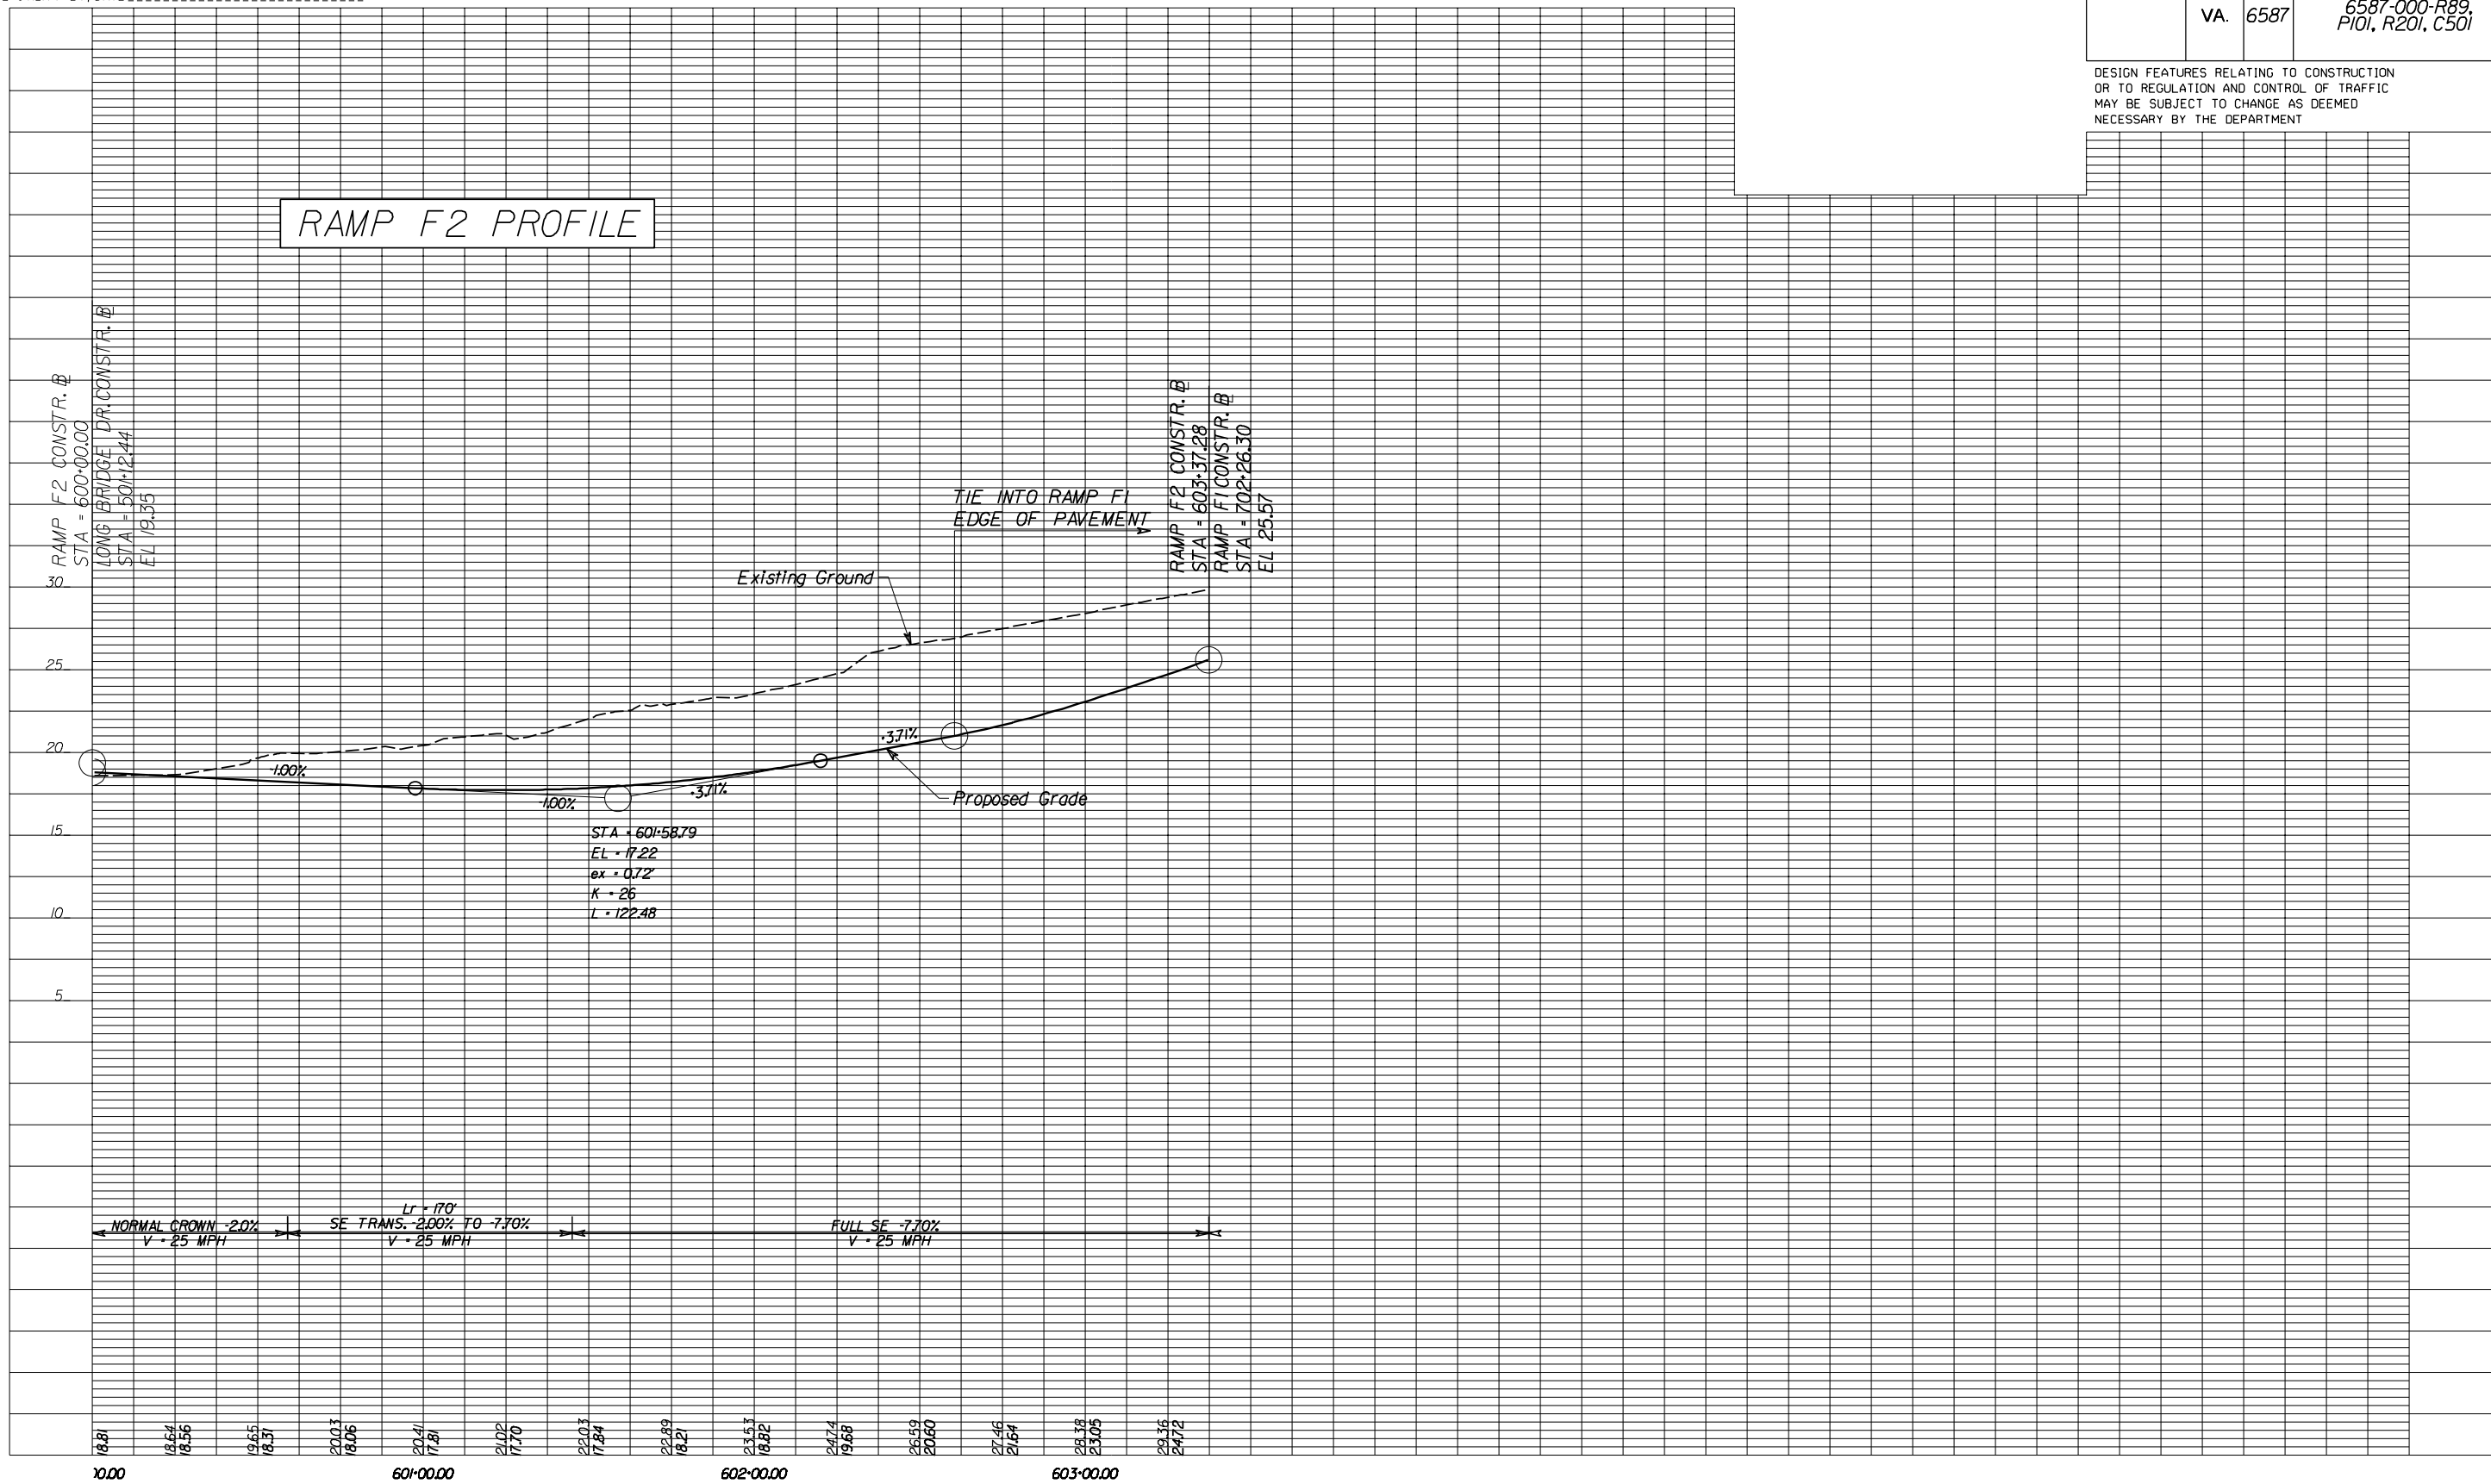 VA.
6587
6587-000-R89,
P101, R201, C501
DESIGN FEATURES RELATING TO CONSTRUCTION
OR TO REGULATION AND CONTROL OF TRAFFIC
MAY BE SUBJECT TO CHANGE AS DEEMED
NECESSARY BY THE DEPARTMENT
RAMP F2 PROFILE
RAMP F2 CONSTR. BL
STA = 600+00.00
LONG BRIDGE DR. CONSTR. BL
STA = 501+12.44
EL 19.35
RAMP F2 CONSTR. BL
STA = 603+37.28
RAMP F1 CONSTR. BL
STA = 702+26.30
EL 25.57
TIE INTO RAMP F1
EDGE OF PAVEMENT
Existing Ground
30
25
20
15
10
5
-1.00%
-1.00%
+3.71%
+3.71%
Proposed Grade
STA = 601+58.79
EL = 17.22
ex = 0.72'
K = 26
L = 122.48
NORMAL CROWN -2.0%
V = 25 MPH
Lr = 170'
SE TRANS. -2.00% TO -7.70%
V = 25 MPH
FULL SE -7.70%
V = 25 MPH
18.81
18.64
18.56
19.65
18.31
20.03
18.06
20.41
17.81
21.02
17.70
22.03
17.84
22.89
18.21
23.53
18.82
24.74
19.68
26.59
20.60
27.46
21.64
28.38
23.05
29.36
24.72
00.00
601+00.00
602+00.00
603+00.00